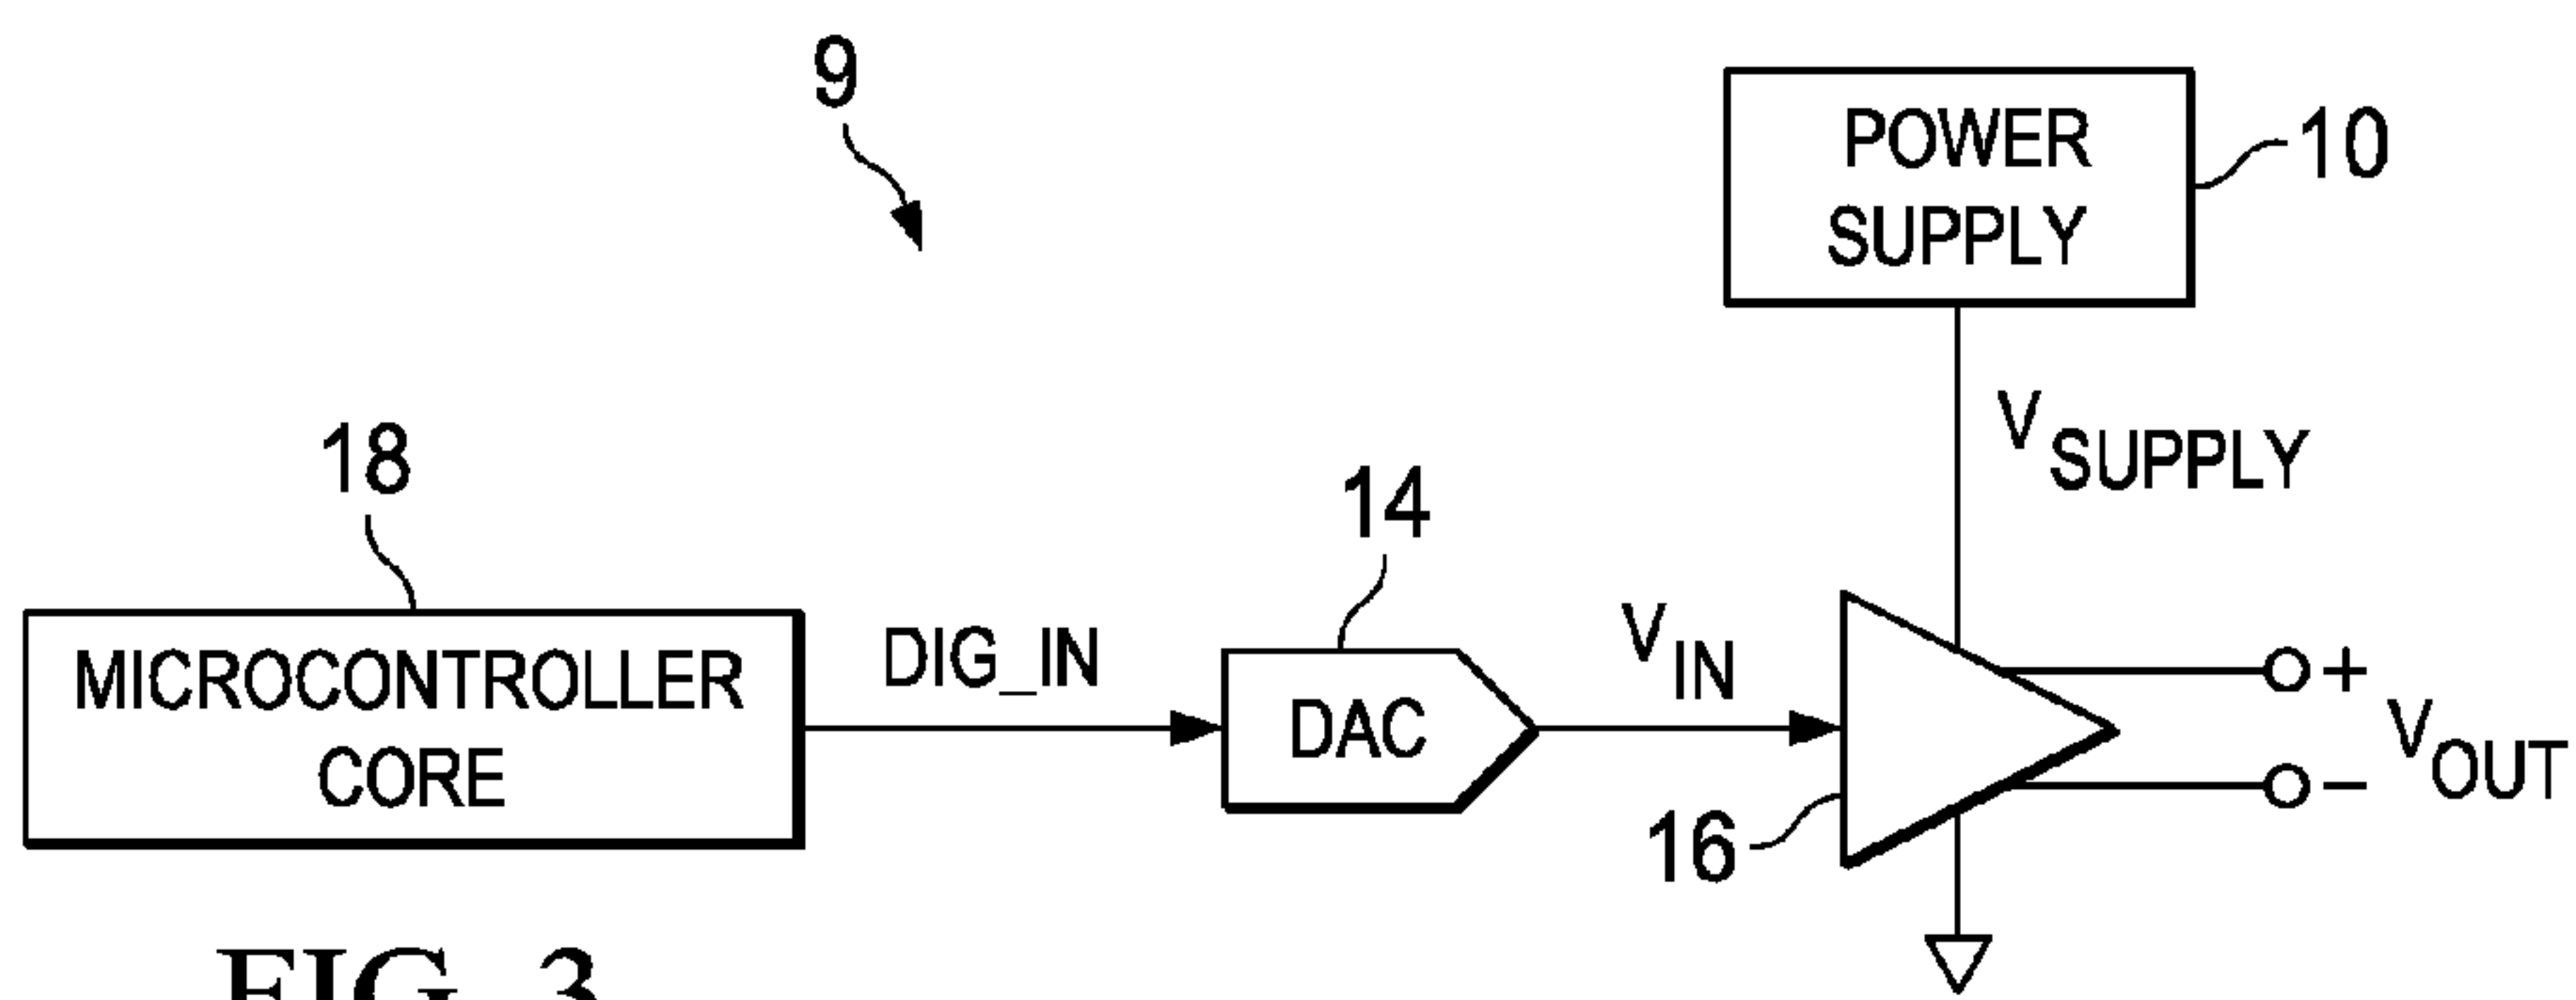 9
POWER
SUPPLY
10
V SUPPLY
18
14
MICROCONTROLLER
CORE
DIG_IN
DAC
V IN
16
+
−
V OUT
FIG. 3